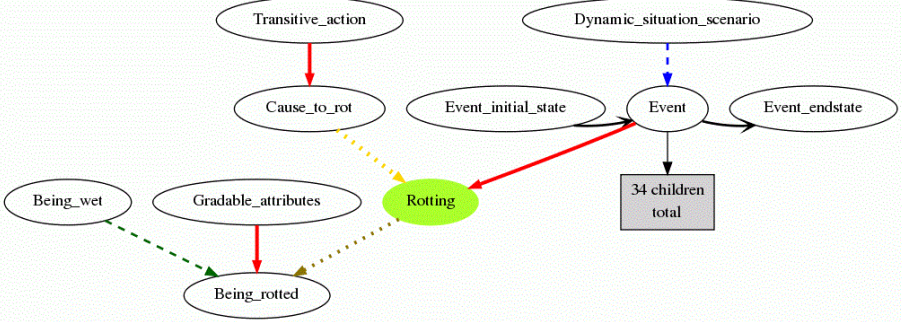 Transitive_action
Dynamic_situation_scenario
Cause_to_rot
Event_initial_state
Event
Event_endstate
Being_wet
Gradable_attributes
Rotting
34 children
total
Being_rotted